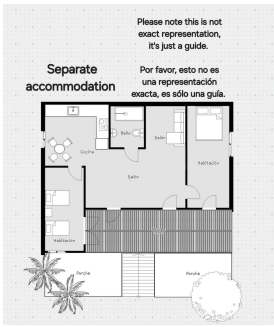 Please note this is not
exact representation,
it's just a guide.
Separate
accommodation
Por favor, esto no es
una representación
exacta, es sólo una guía.
Cocina
Baño
Salón
Habitación
Salón
Habitación
Porche
Porche